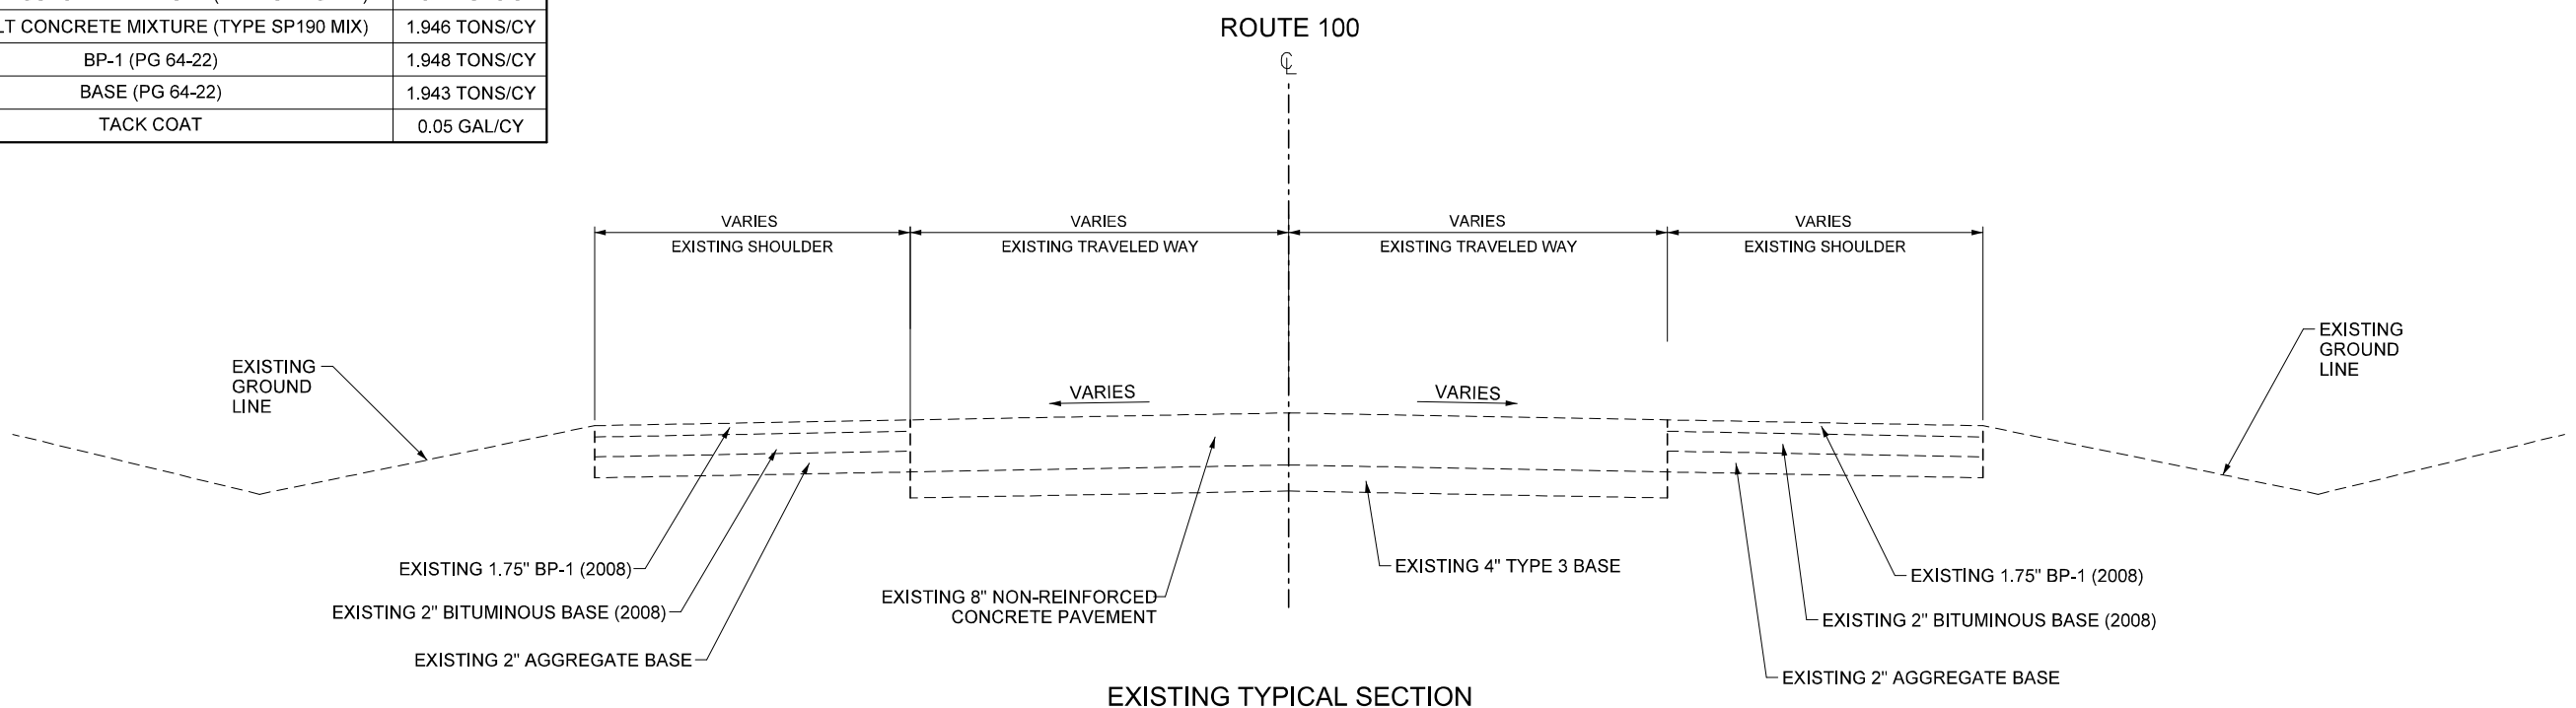 LT CONCRETE MIXTURE (TYPE SP190 MIX) 1.946 TONS/CY
BP-1 (PG 64-22) 1.948 TONS/CY
BASE (PG 64-22) 1.943 TONS/CY
TACK COAT 0.05 GAL/CY
ROUTE 100
VARIES VARIES VARIES VARIES
EXISTING SHOULDER EXISTING TRAVELED WAY EXISTING TRAVELED WAY EXISTING SHOULDER
EXISTING
GROUND
LINE
VARIES VARIES
EXISTING
GROUND
LINE
EXISTING 1.75" BP-1 (2008)
EXISTING 2" BITUMINOUS BASE (2008)
EXISTING 2" AGGREGATE BASE
EXISTING 8" NON-REINFORCED
CONCRETE PAVEMENT
EXISTING 4" TYPE 3 BASE
EXISTING 1.75" BP-1 (2008)
EXISTING 2" BITUMINOUS BASE (2008)
EXISTING 2" AGGREGATE BASE
EXISTING TYPICAL SECTION